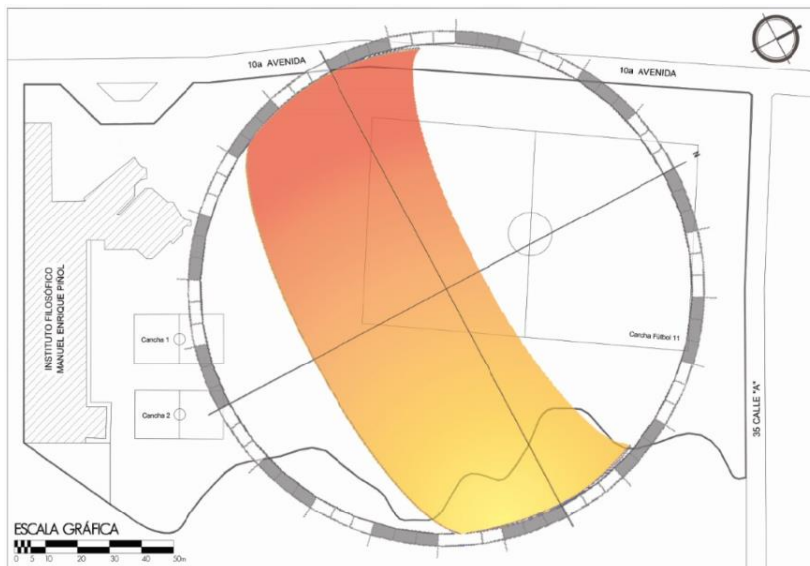 10a AVENIDA
10a AVENIDA
N
INSTITUTO FILOSÓFICO
MANUEL ENRIQUE PIÑOL
Cancha 1
Cancha 2
Cancha Fútbol 11
35 CALLE "A"
ESCALA GRÁFICA
0 5 10 20 30 40 50m